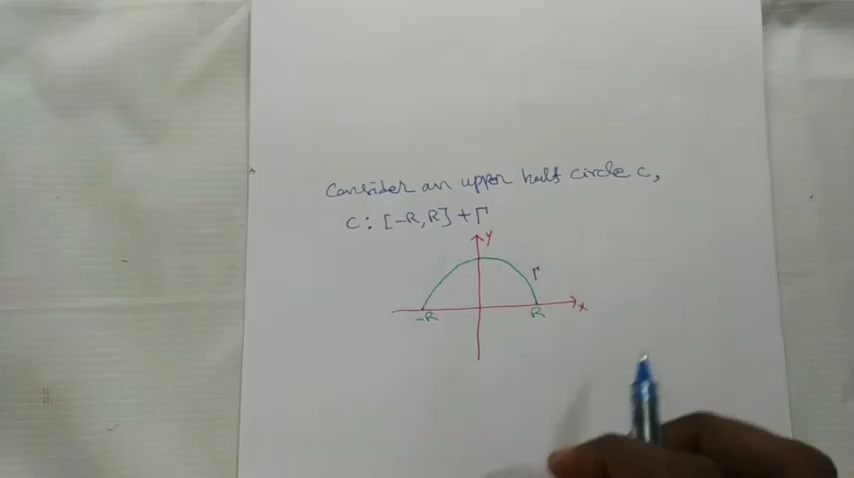 Consider an upper half circle C,
C: [-R, R] + Γ
y
Γ
-R
R
x